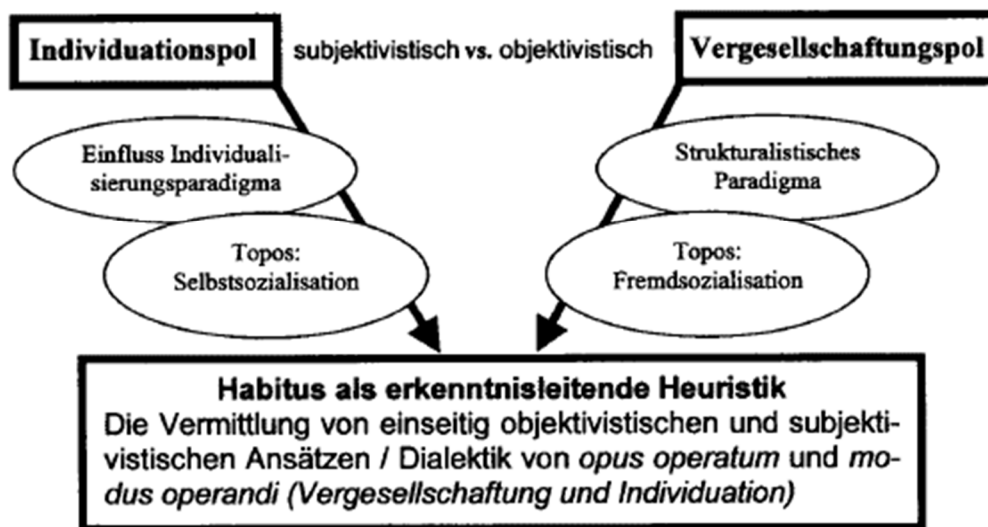 Individationspol subjektivistisch vs. objektivistisch Vergesellschaftungspol
Einfluss Individuali-
sierungsparadigma
Strukturalistisches
Paradigma
Topos:
Selbstsozialisation
Topos:
Fremdsozialisation
Habitus als erkenntnisleitende Heuristik
Die Vermittlung von einseitig objektivistischen und subjekti-
vistischen Ansätzen / Dialektik von opus operatum und mo-
dus operandi (Vergesellschaftung und Individuation)